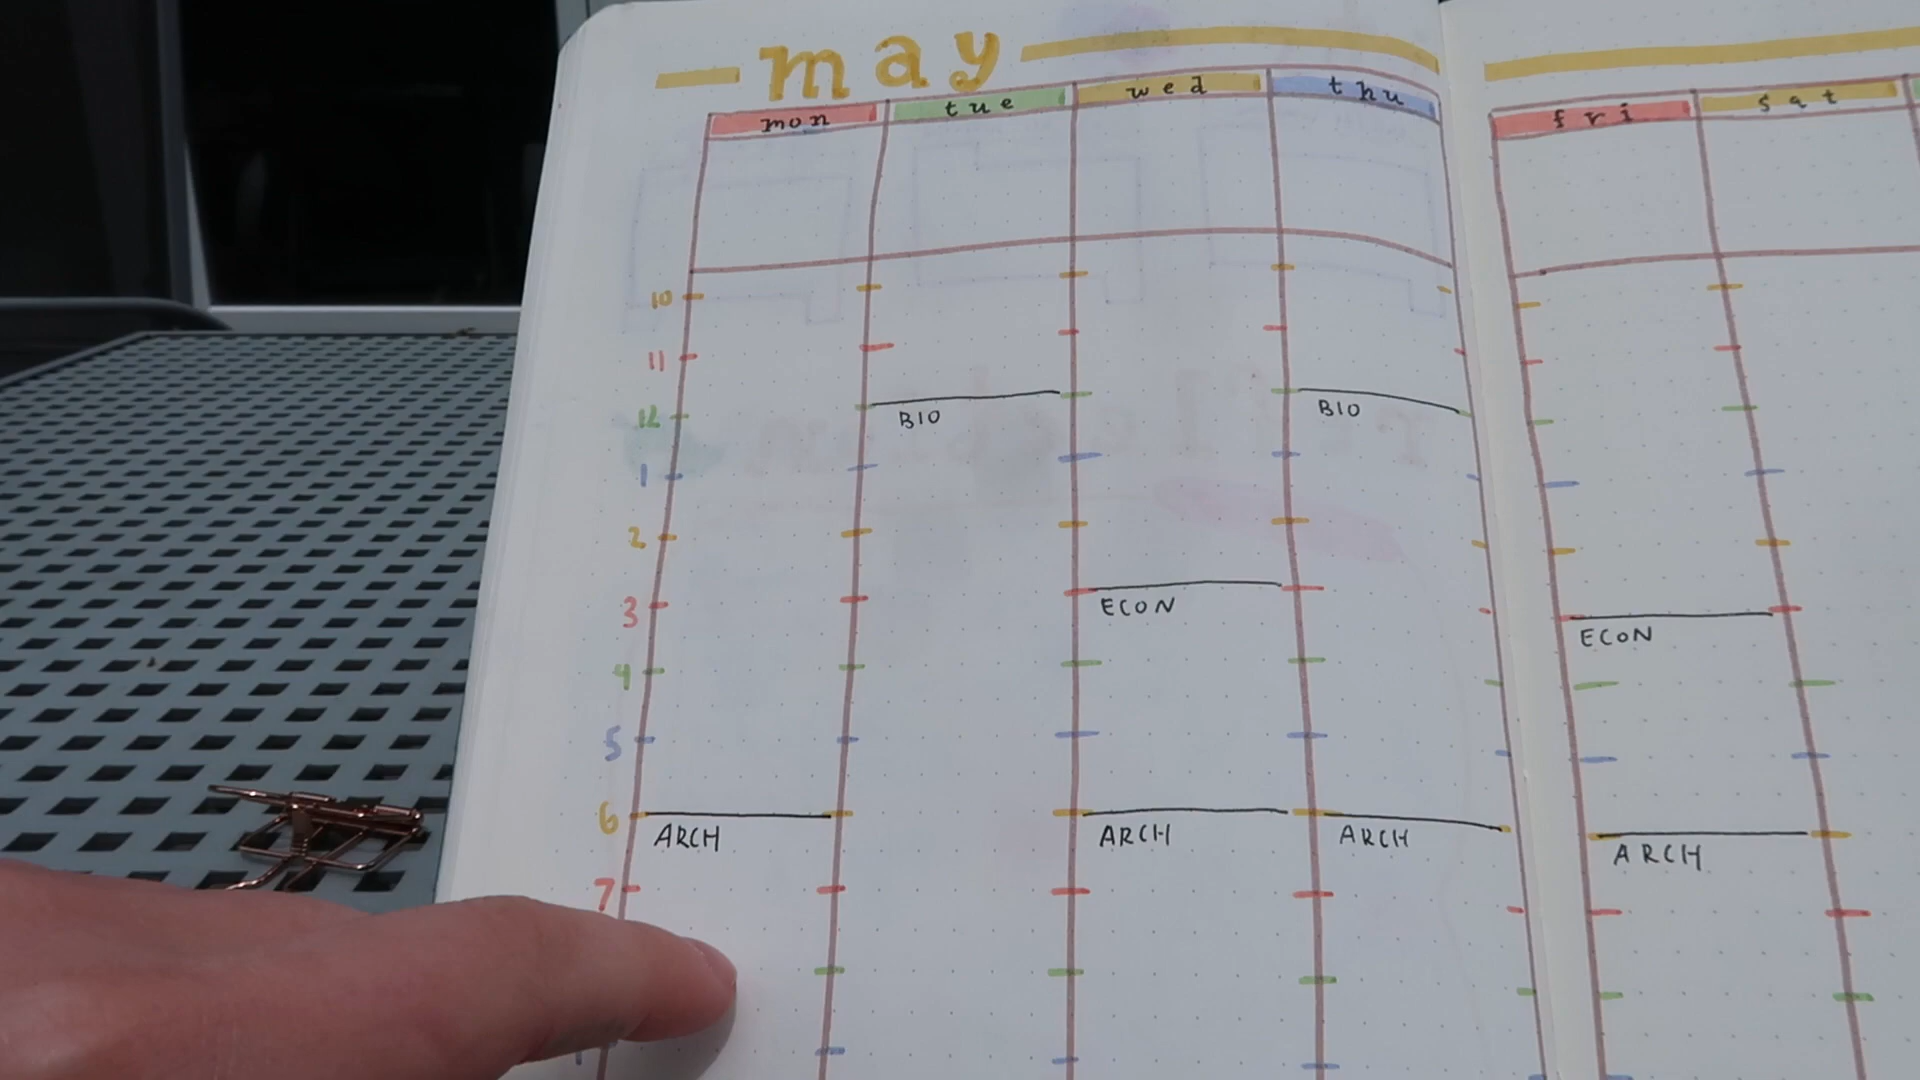 may
mon tue wed thu fri sat
10
11
12 BIO BIO
1
2
3 ECON ECON
4
5
6 ARCH ARCH ARCH ARCH
7